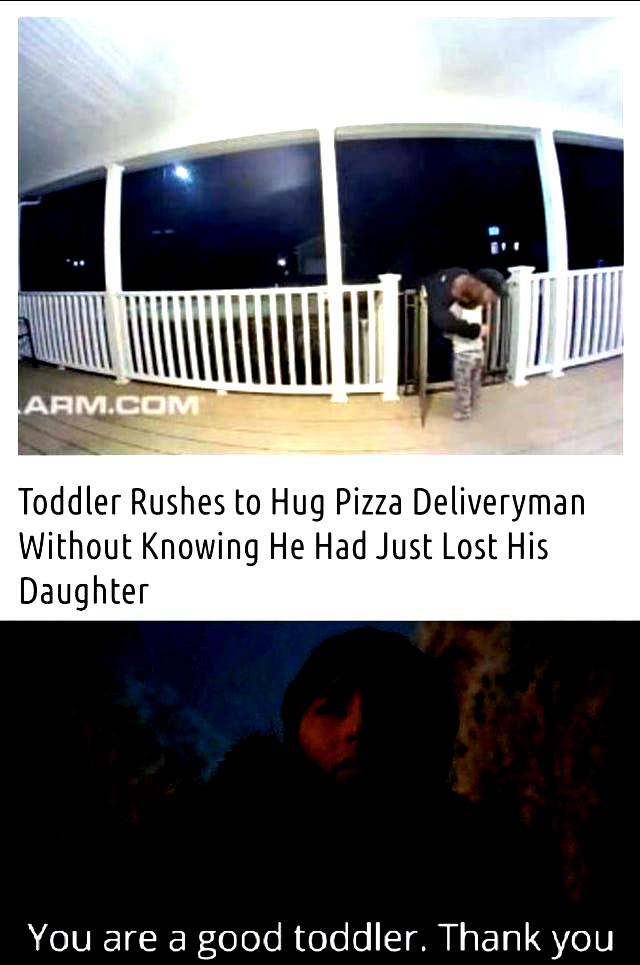 ARM.COM
Toddler Rushes to Hug Pizza Deliveryman
Without Knowing He Had Just Lost His
Daughter
You are a good toddler. Thank you